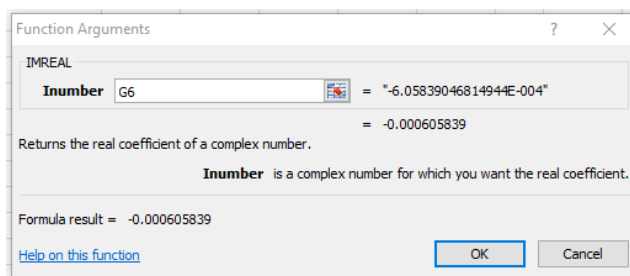 Function Arguments ? ×
IMREAL
Inumber G6 = "-6.05839046814944E-004"
= -0.000605839
Returns the real coefficient of a complex number.
Inumber is a complex number for which you want the real coefficient.
Formula result = -0.000605839
Help on this function OK Cancel